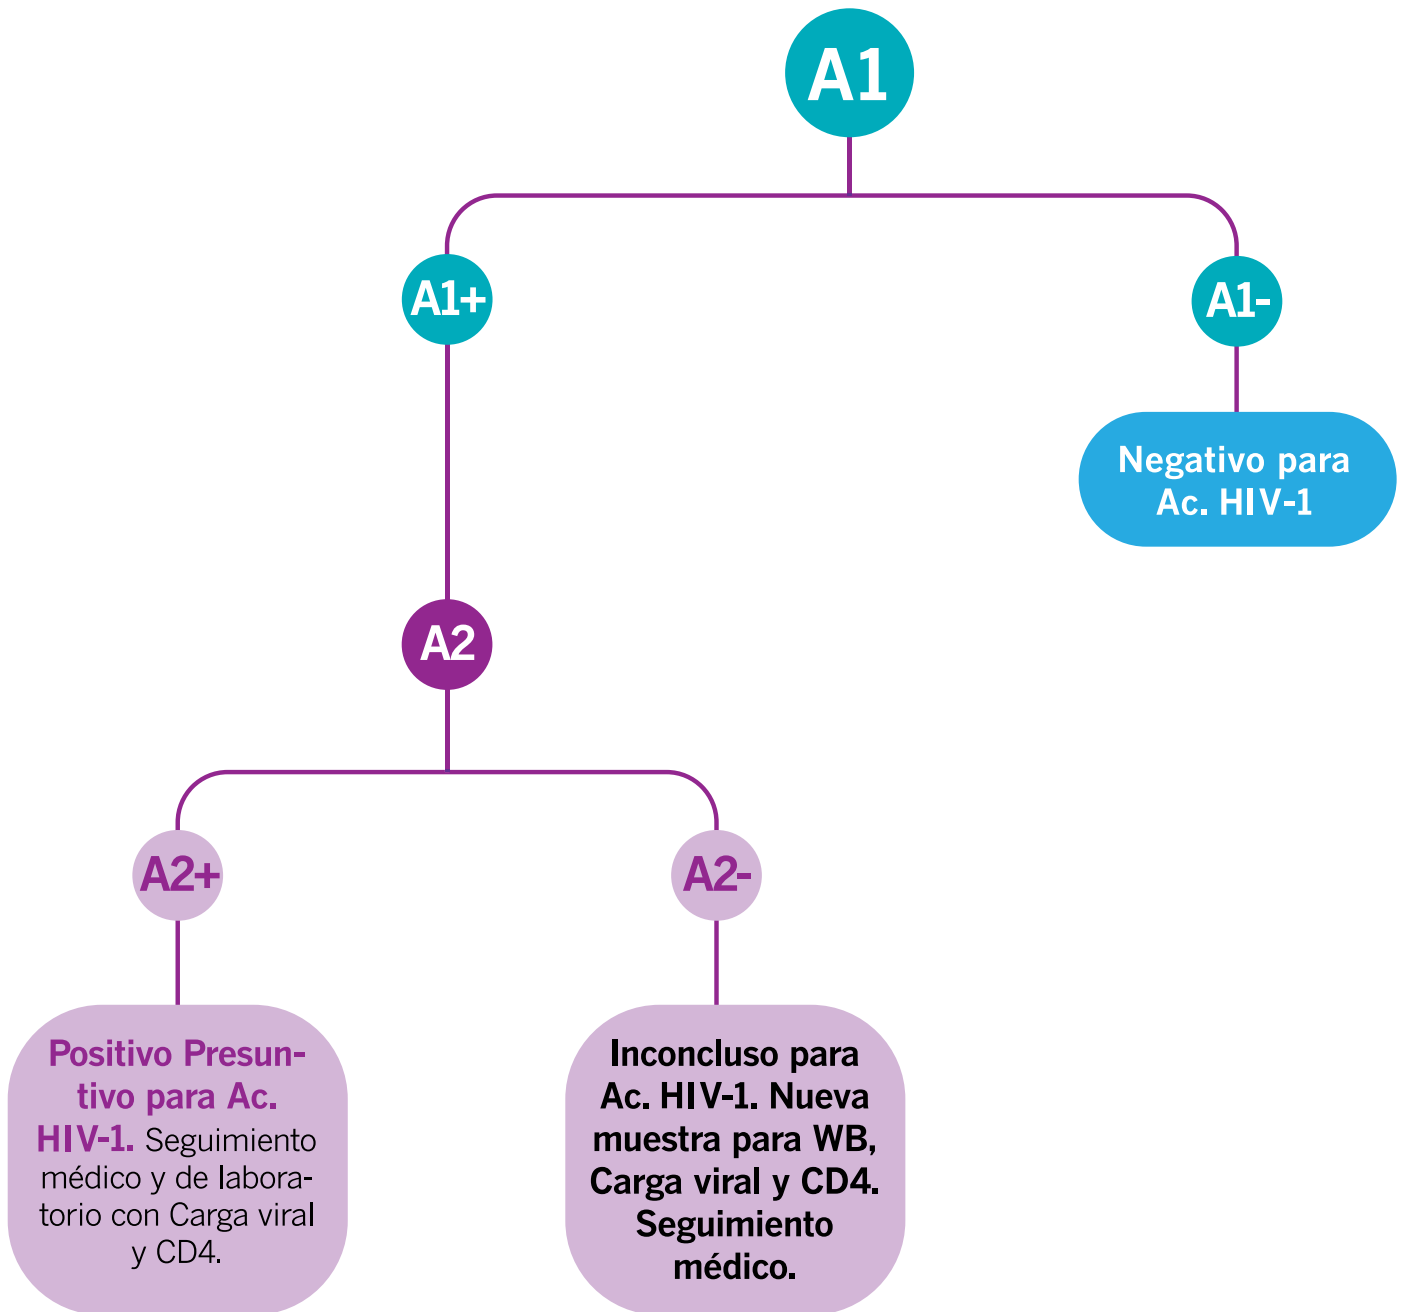 A1
A1+
A1-
Negativo para
Ac. HIV-1
A2
A2+
A2-
Positivo Presun-
tivo para Ac.
HIV-1. Seguimiento
médico y de labora-
torio con Carga viral
y CD4.
Inconcluso para
Ac. HIV-1. Nueva
muestra para WB,
Carga viral y CD4.
Seguimiento
médico.